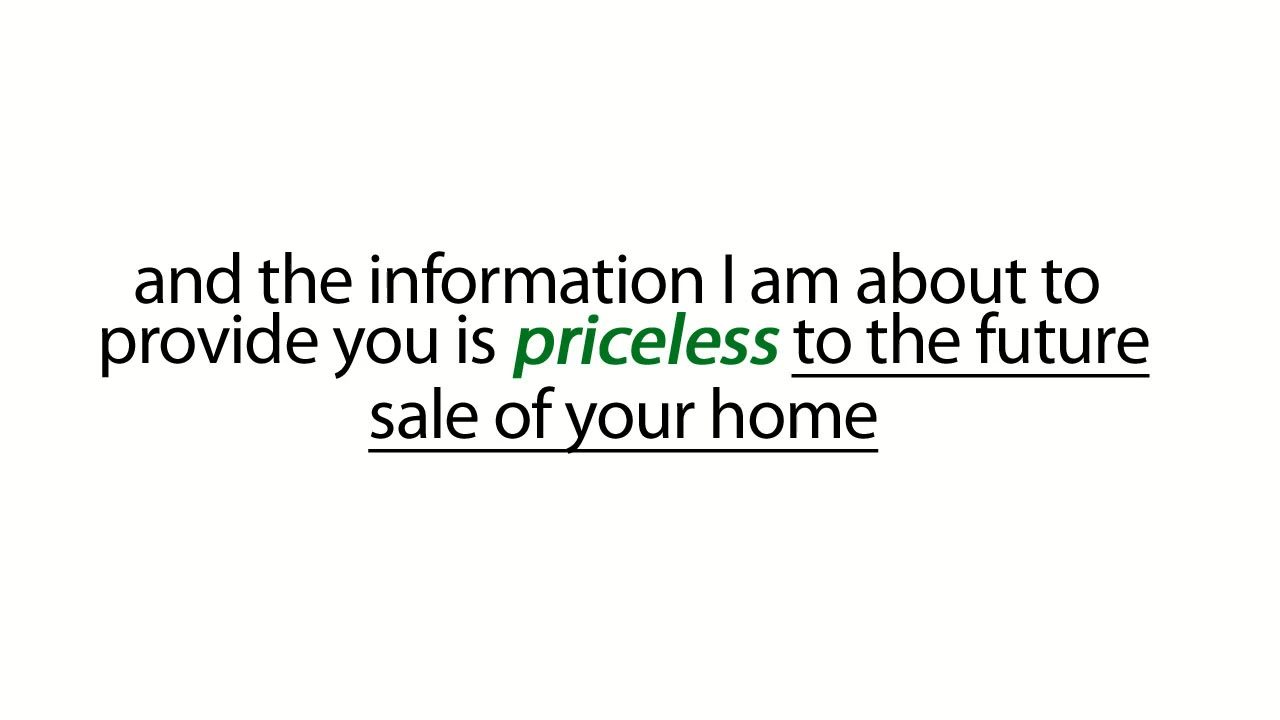 and the information I am about to
provide you is priceless to the future
sale of your home